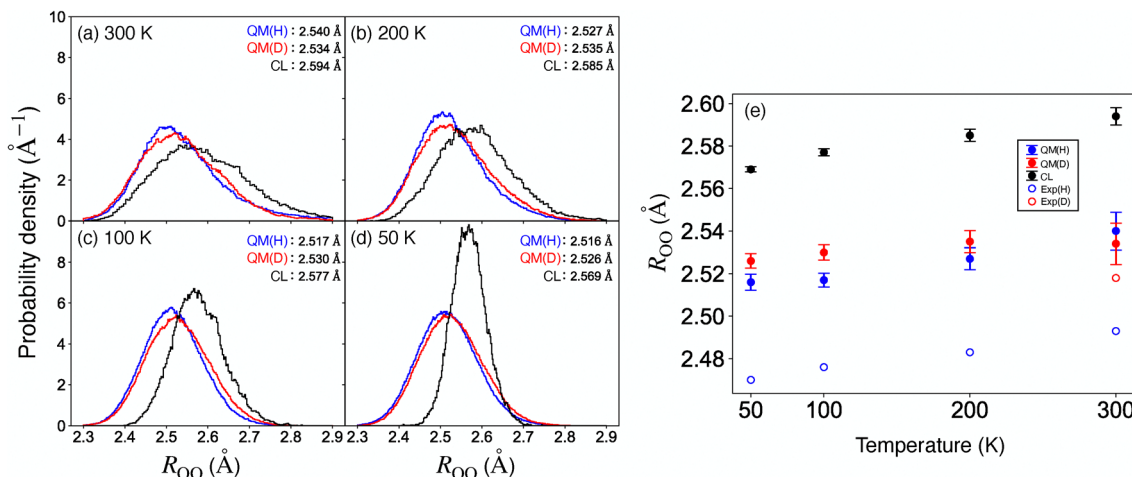 (a) 300 K
QM(H) : 2.540 Å
QM(D) : 2.534 Å
CL : 2.594 Å
(b) 200 K
QM(H) : 2.527 Å
QM(D) : 2.535 Å
CL : 2.585 Å
(c) 100 K
QM(H) : 2.517 Å
QM(D) : 2.530 Å
CL : 2.577 Å
(d) 50 K
QM(H) : 2.516 Å
QM(D) : 2.526 Å
CL : 2.569 Å
Probability density (Å⁻¹)
10
8
6
4
2
0
8
6
4
2
0
2.3 2.5 2.6 2.7 2.8 2.9
2.3 2.4 2.5 2.6 2.7 2.8 2.9
R_OO (Å)
R_OO (Å)
(e)
QM(H)
QM(D)
CL
Exp(H)
Exp(D)
R_OO (Å)
2.60
2.58
2.56
2.54
2.52
2.50
2.48
50 100 200 300
Temperature (K)